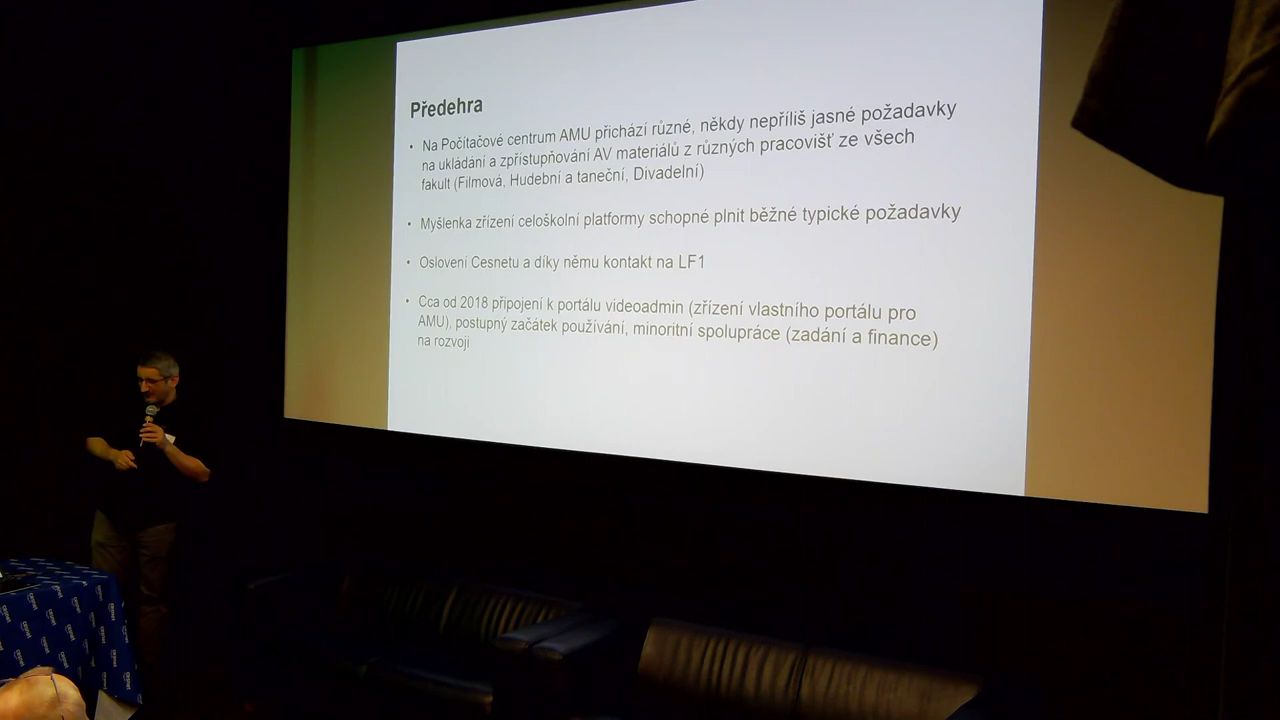 Předehra
• Na Počítačové centrum AMU přichází různé, někdy nepříliš jasné požadavky
na ukládání a zpřístupňování AV materiálů z různých pracovišť ze všech
fakult (Filmová, Hudební a taneční, Divadelní)
• Myšlenka zřízení celoškolní platformy schopné plnit běžné typické požadavky
• Oslovení Cesnetu a díky němu kontakt na LF1
• Cca od 2018 připojení k portálu videoadmin (zřízení vlastního portálu pro
AMU), postupný začátek používání, minoritní spolupráce (zadání a finance)
na rozvoji
cesnet